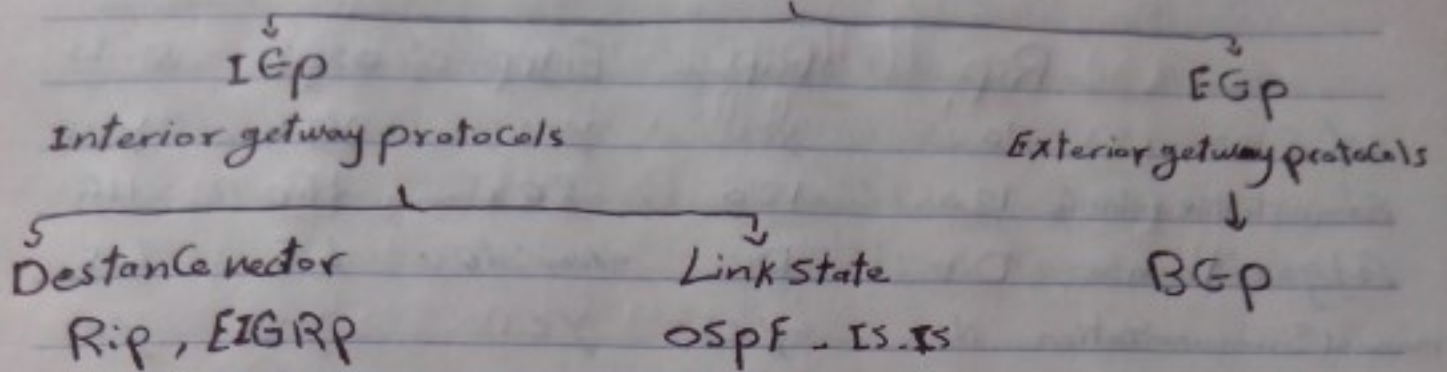 IGP
EGP
Interior getway protocols
Exterior getway protocols
Destance vector
Link State
BGP
Rip, EIGRP
OSPF - IS.IS